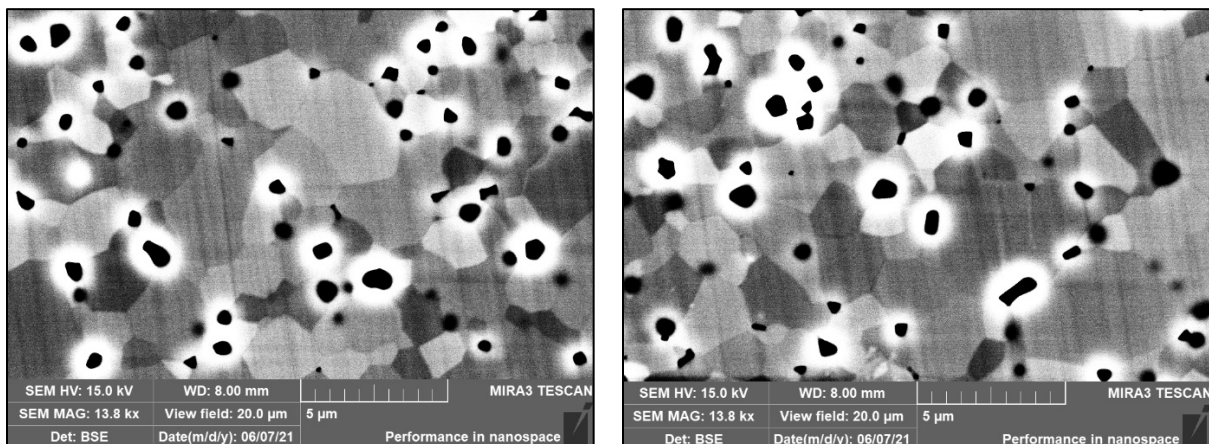 SEM HV: 15.0 kV WD: 8.00 mm MIRA3 TESCAN
SEM MAG: 13.8 kx View field: 20.0 µm 5 µm
Det: BSE Date(m/d/y): 06/07/21 Performance in nanospace
SEM HV: 15.0 kV WD: 8.00 mm MIRA3 TESCAN
SEM MAG: 13.8 kx View field: 20.0 µm 5 µm
Det: BSE Date(m/d/y): 06/07/21 Performance in nanospace